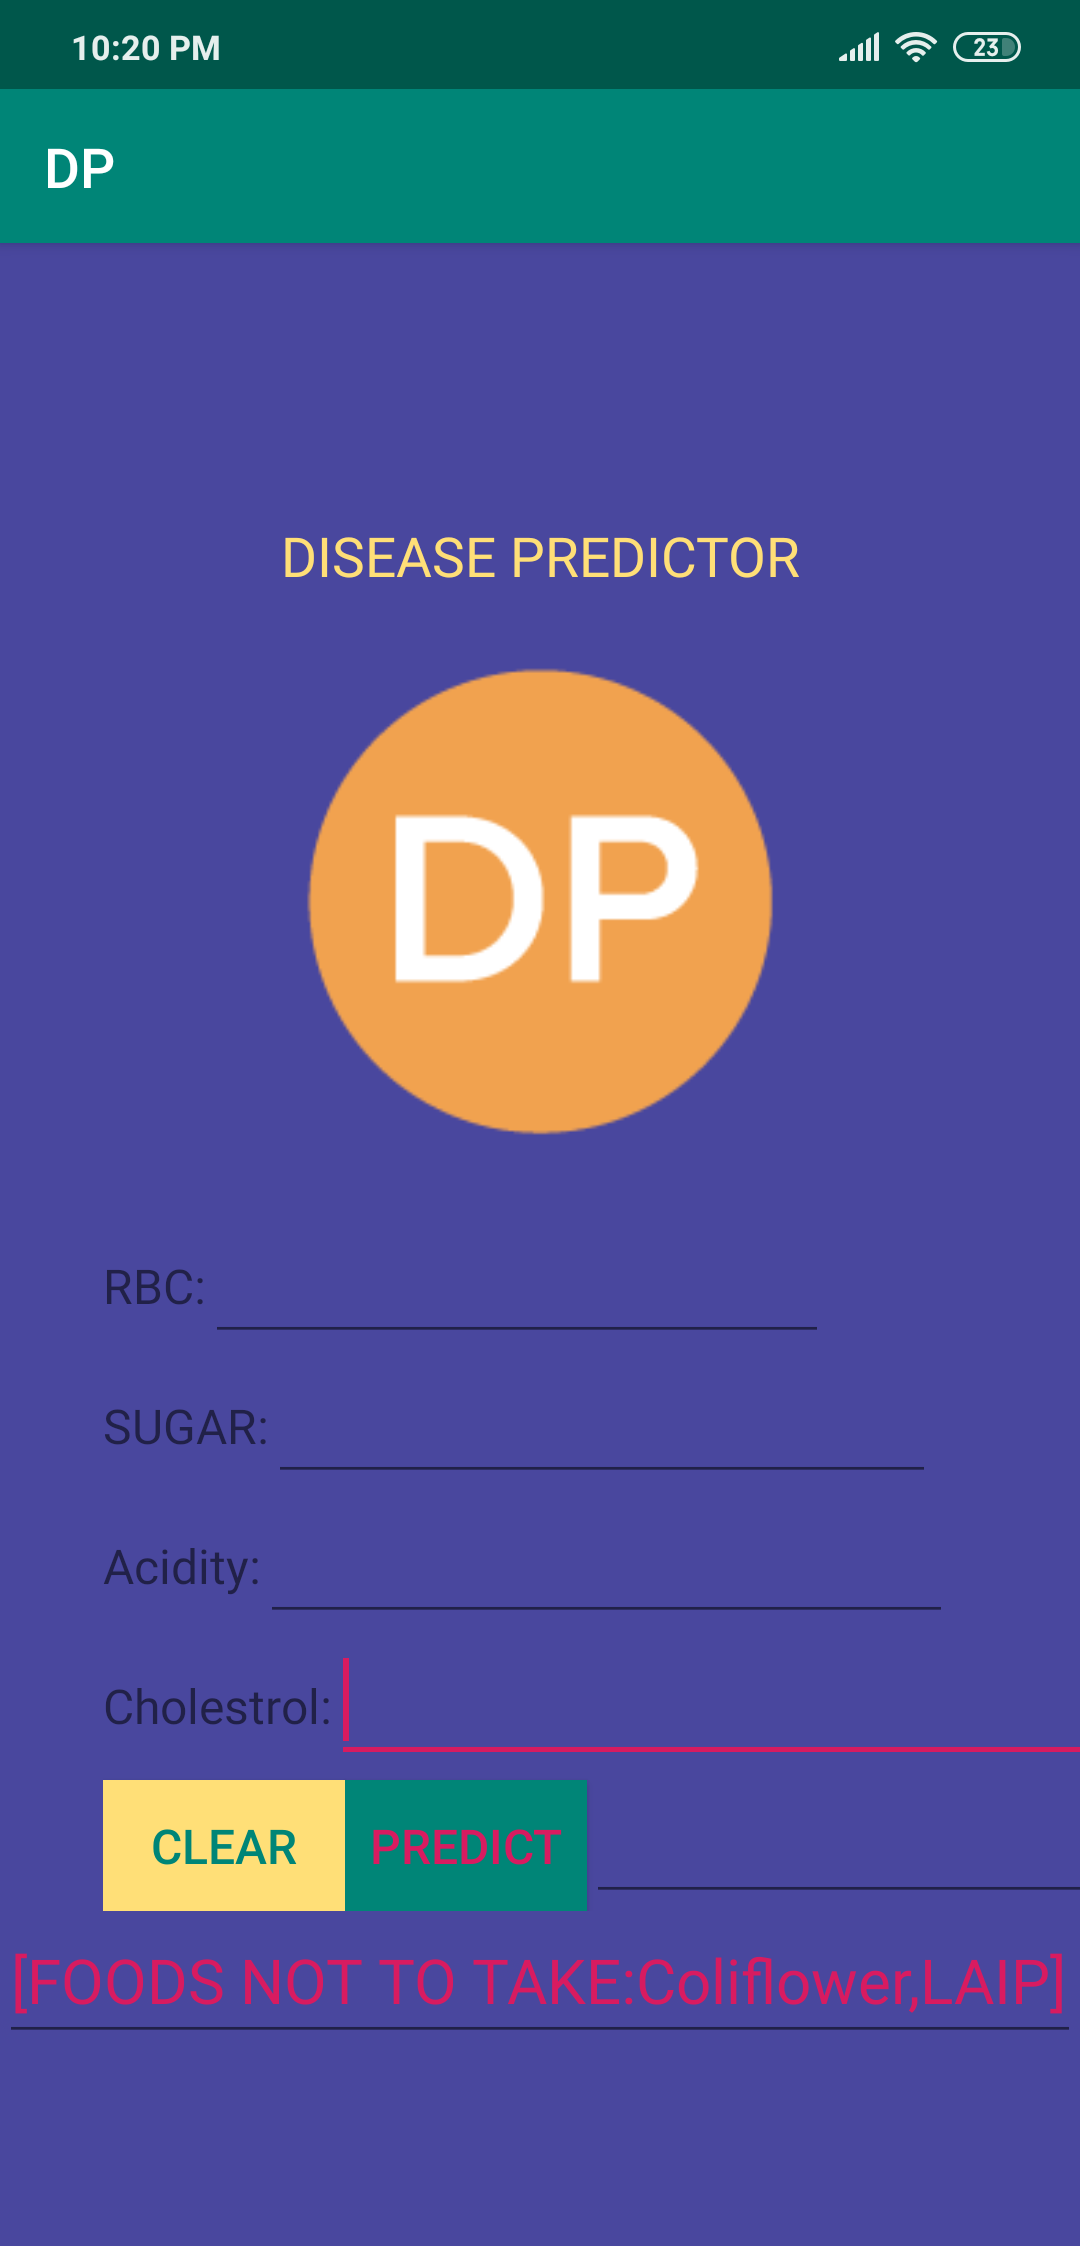 10:20 PM 23
DP
DISEASE PREDICTOR
DP
RBC:
SUGAR:
Acidity:
Cholestrol:
CLEAR PREDICT
[FOODS NOT TO TAKE:Coliflower,LAIP]